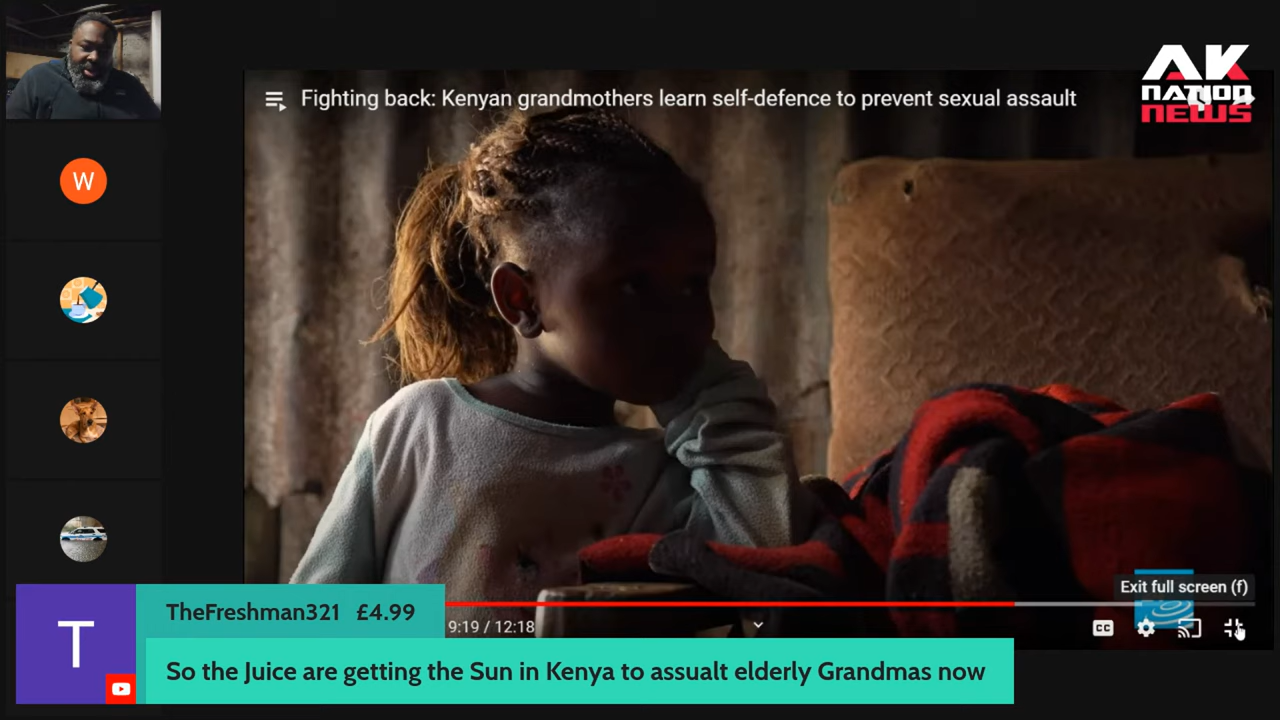 AK
NATION
NEWS
Fighting back: Kenyan grandmothers learn self-defence to prevent sexual assault
W
Exit full screen (f)
9:19 / 12:18
CC
T
TheFreshman321 £4.99
So the Juice are getting the Sun in Kenya to assualt elderly Grandmas now